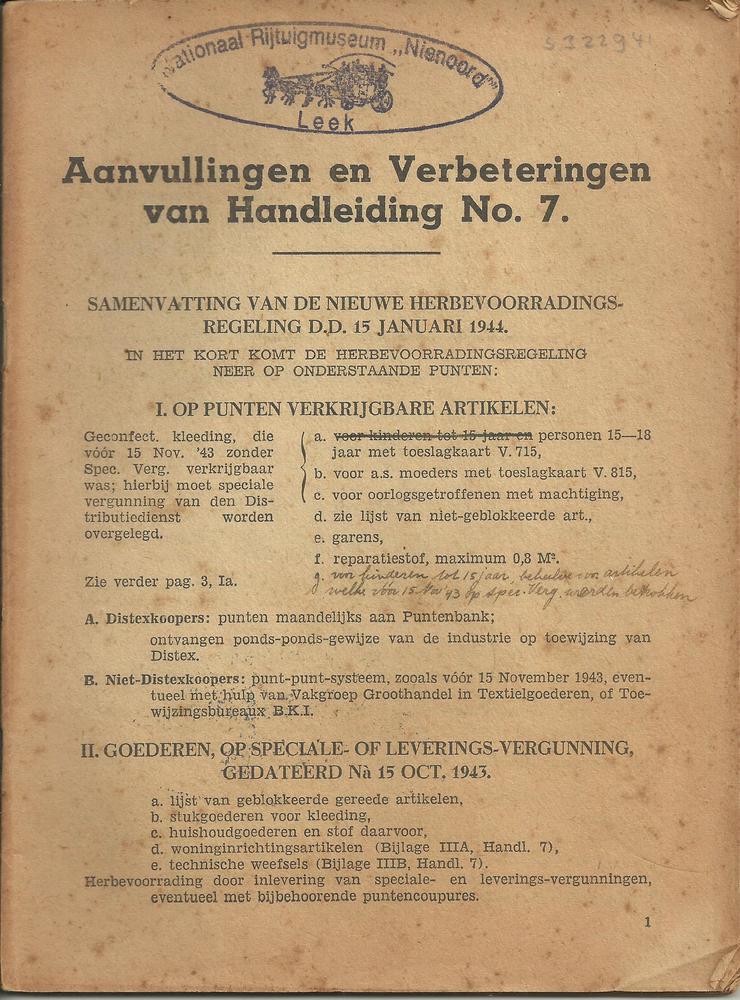 Nationaal Rijtuigmuseum „Nienoord”
Leek
532294
Aanvullingen en Verbeteringen
van Handleiding No. 7.
SAMENVATTING VAN DE NIEUWE HERBEVOORRADINGS-
REGELING D.D. 15 JANUARI 1944.
IN HET KORT KOMT DE HERBEVOORRADINGSREGELING
NEER OP ONDERSTAANDE PUNTEN:
I. OP PUNTEN VERKRIJGBARE ARTIKELEN:
Geconfect. kleeding, die
vóór 15 Nov. '43 zonder
Spec. Verg. verkrijgbaar
was; hierbij moet speciale
vergunning van den Dis-
tributiedienst worden
overgelegd.
Zie verder pag. 3, Ia.
a. voor kinderen tot 15 jaar en personen 15—18
jaar met toeslagkaart V. 715,
b. voor a.s. moeders met toeslagkaart V. 815,
c. voor oorlogsgetroffenen met machtiging,
d. zie lijst van niet-geblokkeerde art.,
e. garens,
f. reparatiestof, maximum 0,8 M².
g. voor kinderen tot 15 jaar, behalve voor artikelen
welke vóór 15 Nov '43 op spec. Verg. werden betrokken
A. Distexkoopers: punten maandelijks aan Puntenbank;
ontvangen ponds-ponds-gewijze van de industrie op toewijzing van
Distex.
B. Niet-Distexkoopers: punt-punt-systeem, zooals vóór 15 November 1943, even-
tueel met hulp van Vakgroep Groothandel in Textielgoederen, of Toe-
wijzingsbureaux B.K.I.
II. GOEDEREN, OP SPECIALE- OF LEVERINGS-VERGUNNING,
GEDATEERD Nà 15 OCT. 1943.
a. lijst van geblokkeerde gereede artikelen,
b. stukgoederen voor kleeding,
c. huishoudgoederen en stof daarvoor,
d. woninginrichtingsartikelen (Bijlage IIIA, Handl. 7),
e. technische weefsels (Bijlage IIIB, Handl. 7).
Herbevoorrading door inlevering van speciale- en leverings-vergunningen,
eventueel met bijbehoorende puntencoupures.
1